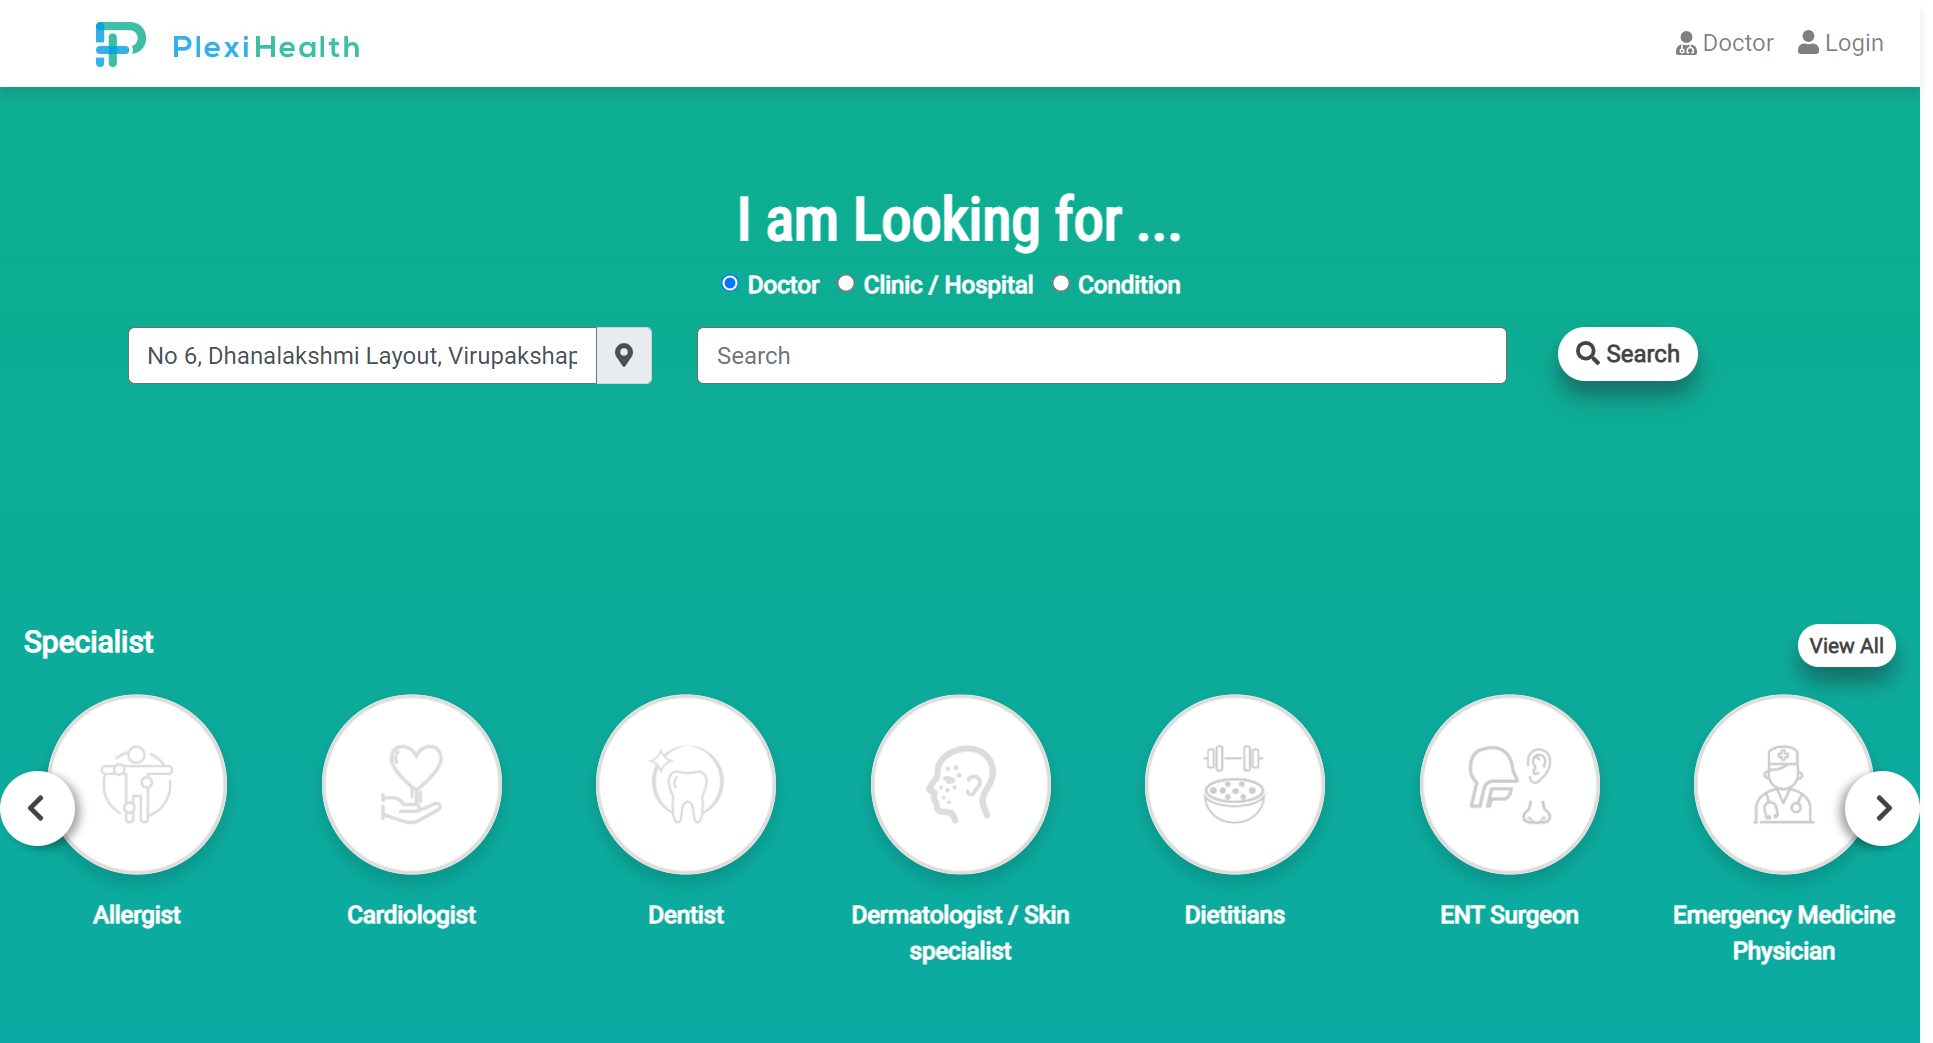 PlexiHealth
Doctor Login
I am Looking for ...
Doctor Clinic / Hospital Condition
No 6, Dhanalakshmi Layout, Virupakshap
Search
Search
Specialist
View All
Allergist
Cardiologist
Dentist
Dermatologist / Skin
specialist
Dietitians
ENT Surgeon
Emergency Medicine
Physician